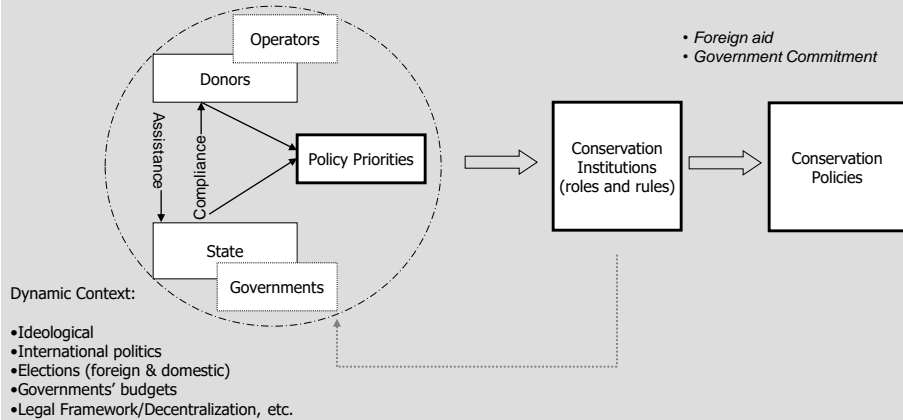 Operators
Donors
• Foreign aid
• Government Commitment
Assistance
Compliance
Policy Priorities
Conservation
Institutions
(roles and rules)
Conservation
Policies
State
Governments
Dynamic Context:
•Ideological
•International politics
•Elections (foreign & domestic)
•Governments’ budgets
•Legal Framework/Decentralization, etc.